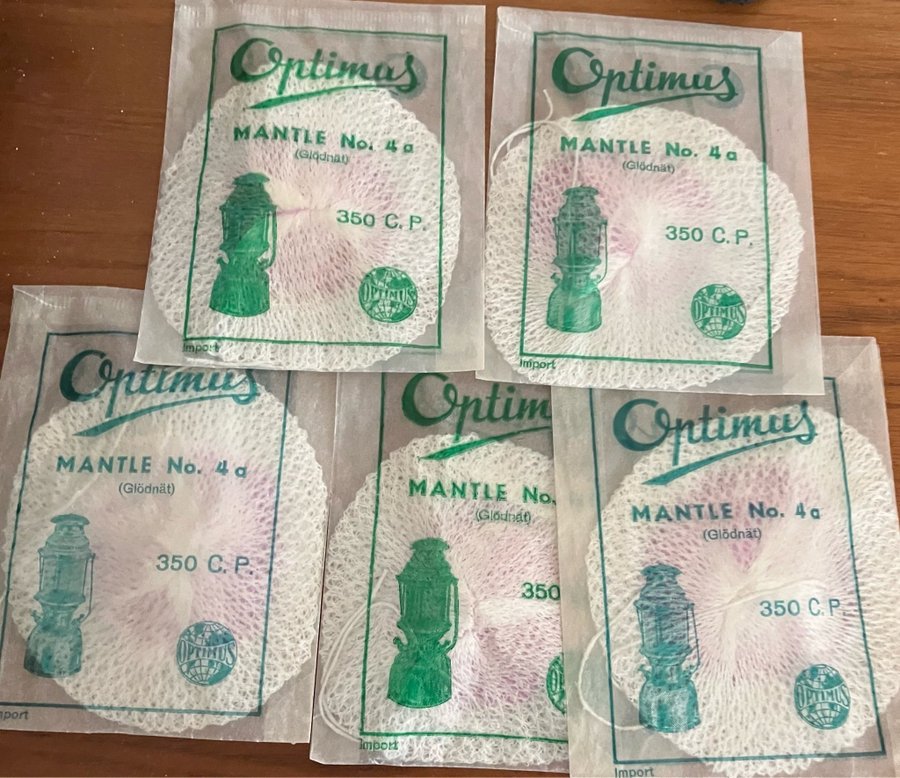 Optimus
MANTLE No. 4a
(Glödnät)
350 C. P.
OPTIMUS
Import
Optimus
MANTLE No. 4a
(Glödnät)
350 C. P.
OPTIMUS
Import
Optimus
MANTLE No. 4a
(Glödnät)
350 C. P.
OPTIMUS
mport
Optim
MANTLE No.
(Glödnät)
350
Import
Optimus
MANTLE No. 4a
(Glödnät)
350 C. P.
OPTIMUS
Import